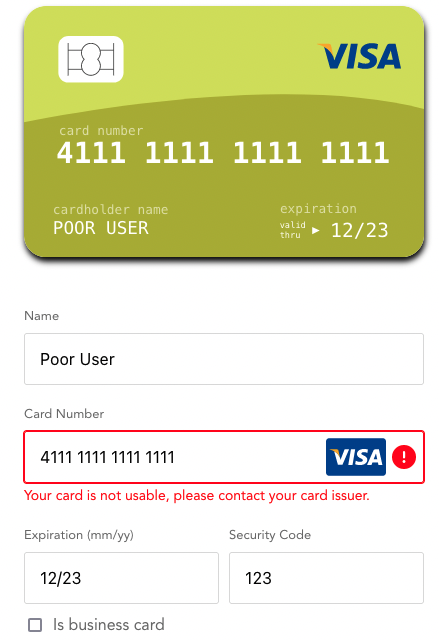 VISA
card number
4111 1111 1111 1111
cardholder name
expiration
POOR USER
valid thru ▶ 12/23
Name
Poor User
Card Number
4111 1111 1111 1111 VISA !
Your card is not usable, please contact your card issuer.
Expiration (mm/yy) Security Code
12/23 123
Is business card